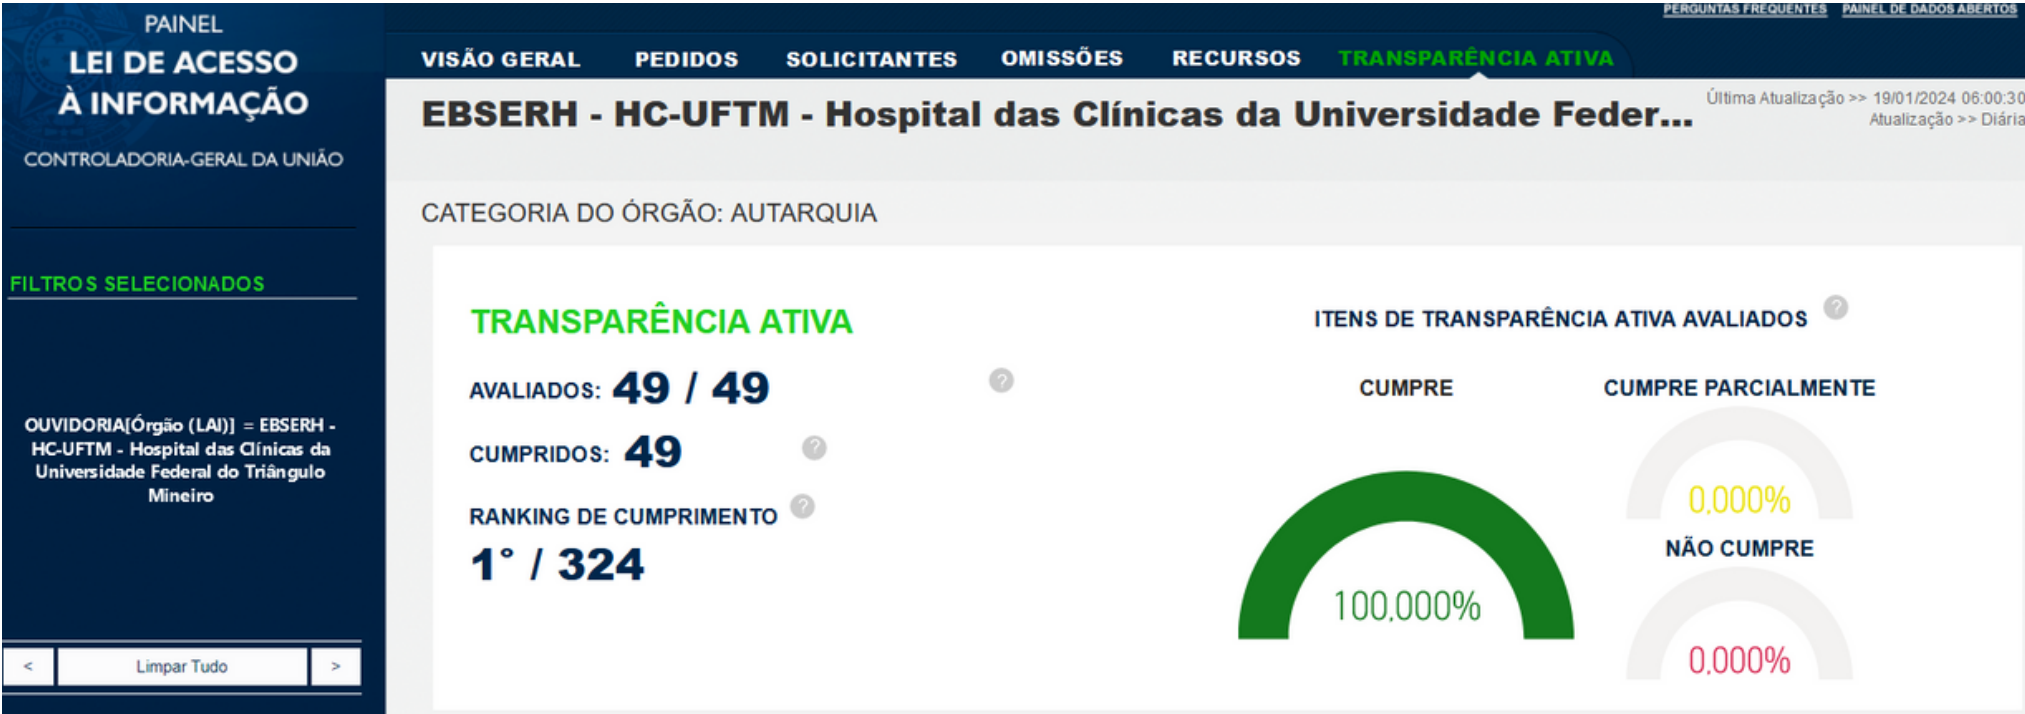 PAINEL
LEI DE ACESSO
À INFORMAÇÃO
CONTROLADORIA-GERAL DA UNIÃO
FILTROS SELECIONADOS
OUVIDORIA[Órgão (LAI)] = EBSERH -
HC-UFTM - Hospital das Clínicas da
Universidade Federal do Triângulo
Mineiro
<
Limpar Tudo
>
PERGUNTAS FREQUENTES PAINEL DE DADOS ABERTOS
VISÃO GERAL PEDIDOS SOLICITANTES OMISSÕES RECURSOS TRANSPARÊNCIA ATIVA
EBSERH - HC-UFTM - Hospital das Clínicas da Universidade Feder...
Última Atualização >> 19/01/2024 06:00:30
Atualização >> Diária
CATEGORIA DO ÓRGÃO: AUTARQUIA
TRANSPARÊNCIA ATIVA
AVALIADOS: 49 / 49 ?
CUMPRIDOS: 49 ?
RANKING DE CUMPRIMENTO ?
1° / 324
ITENS DE TRANSPARÊNCIA ATIVA AVALIADOS ?
CUMPRE
100,000%
CUMPRE PARCIALMENTE
0,000%
NÃO CUMPRE
0,000%